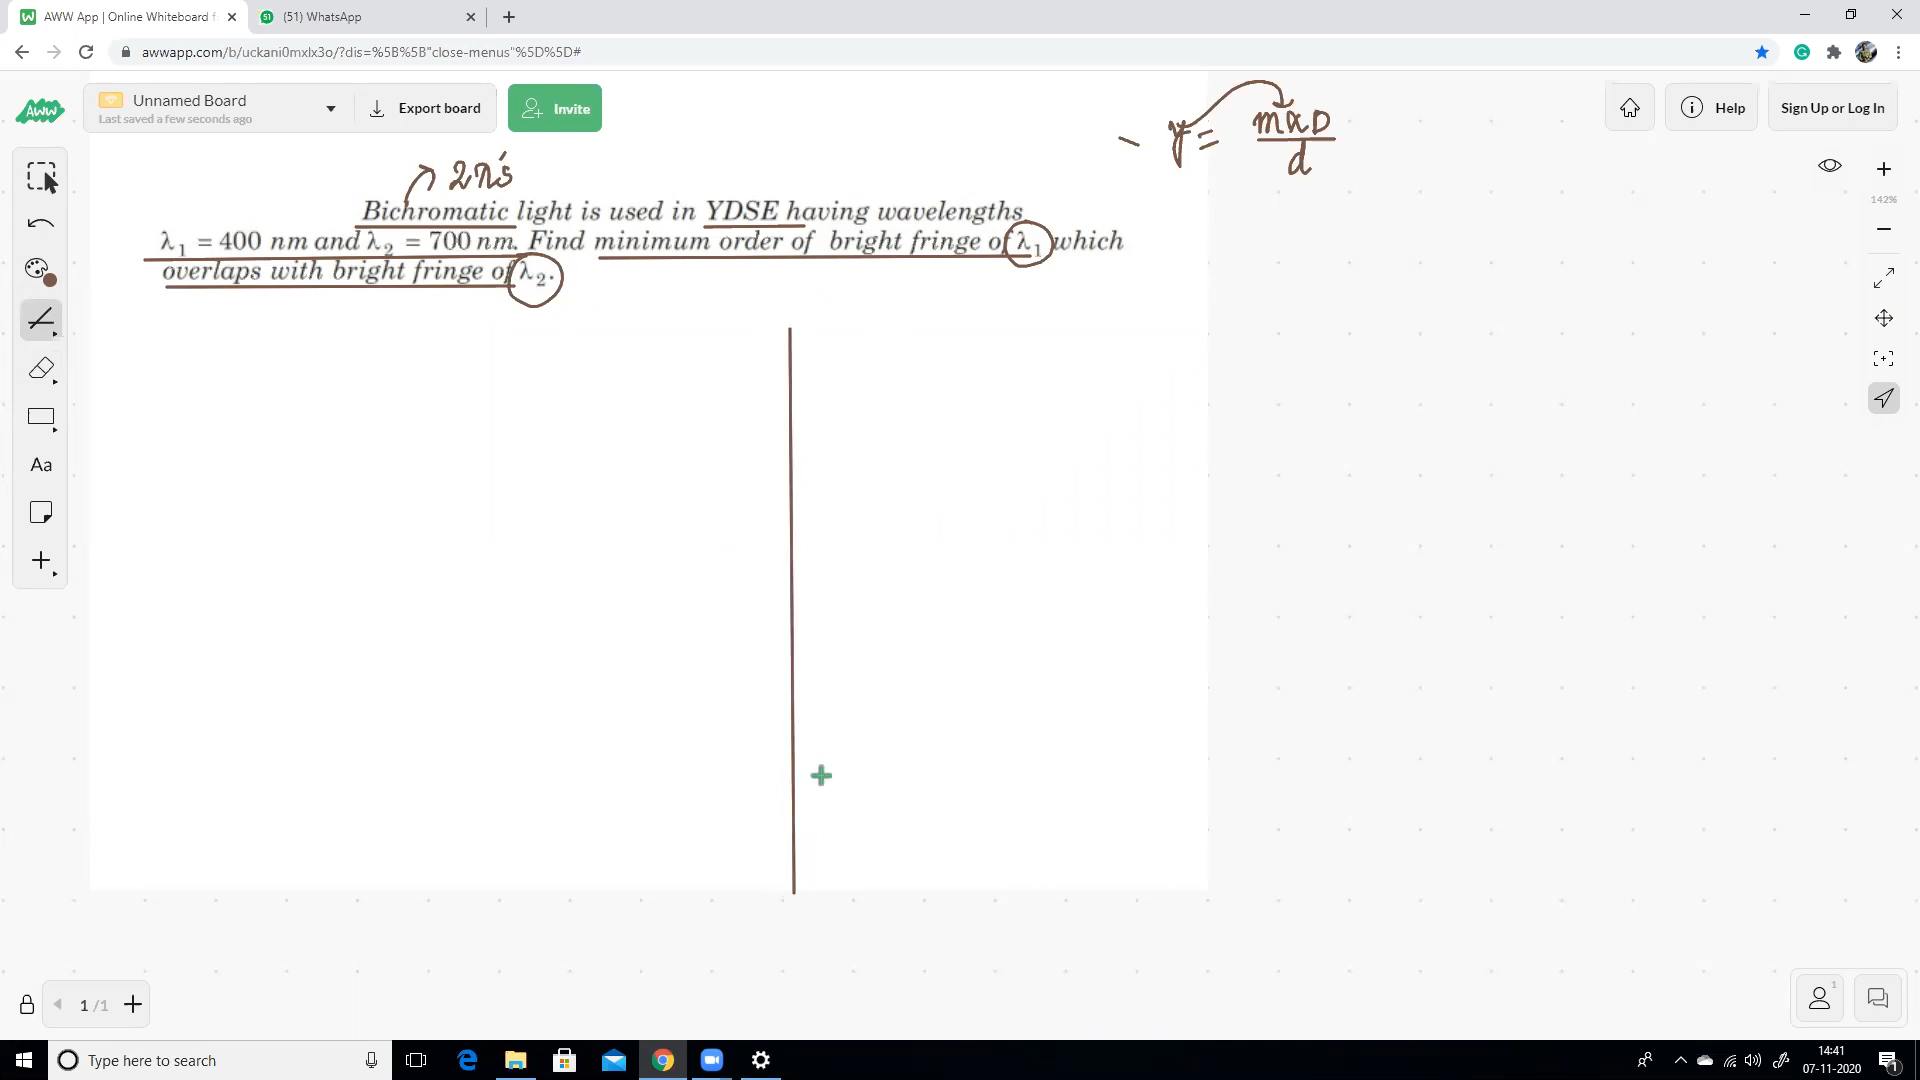 AWW App | Online Whiteboard f
(51) WhatsApp
awwapp.com/b/uckani0mxlx3o/?dis=%5B%5B"close-menus"%5D%5D#
AWW
Unnamed Board
Last saved a few seconds ago
Export board
Invite
Help
Sign Up or Log In
y = mλD
d
2λ's
142%
Bichromatic light is used in YDSE having wavelengths
λ1 = 400 nm and λ2 = 700 nm. Find minimum order of bright fringe of λ1 which
overlaps with bright fringe of λ2.
Aa
1 /1
1
Type here to search
14:41
07-11-2020
1